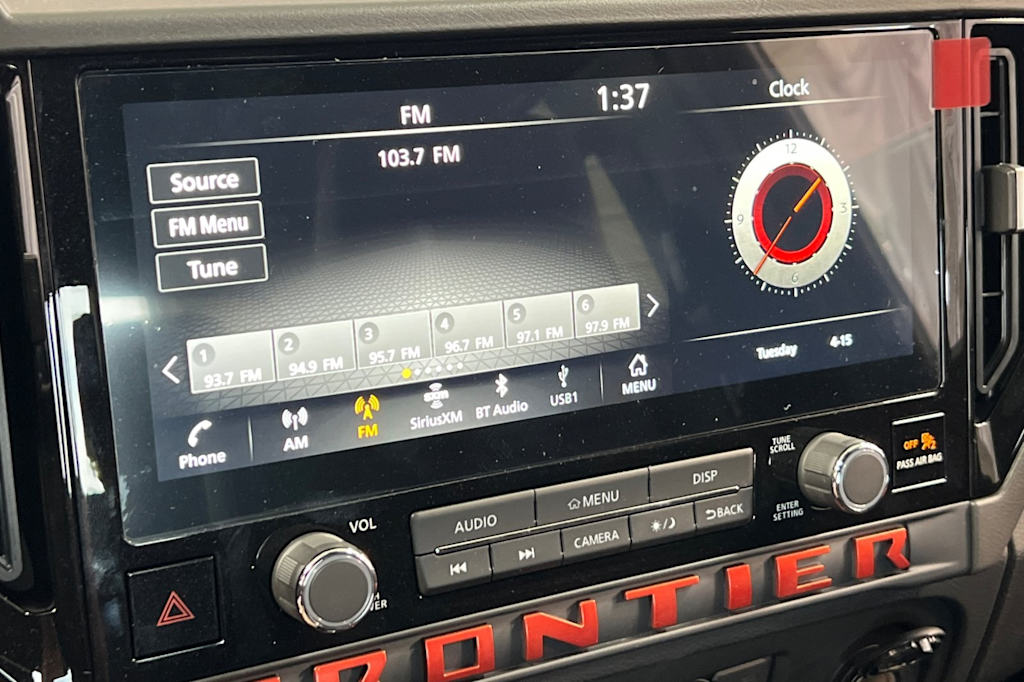 FM
1:37
Clock
103.7 FM
Source
FM Menu
Tune
12
3
6
9
1
93.7 FM
2
94.9 FM
3
95.7 FM
4
96.7 FM
5
97.1 FM
6
97.9 FM
Tuesday 4-15
Phone
AM
FM
sxm
SiriusXM
BT Audio
USB1
MENU
VOL
AUDIO
MENU
DISP
CAMERA
BACK
TUNE
SCROLL
ENTER
SETTING
OFF
PASS AIR BAG
FRONTIER